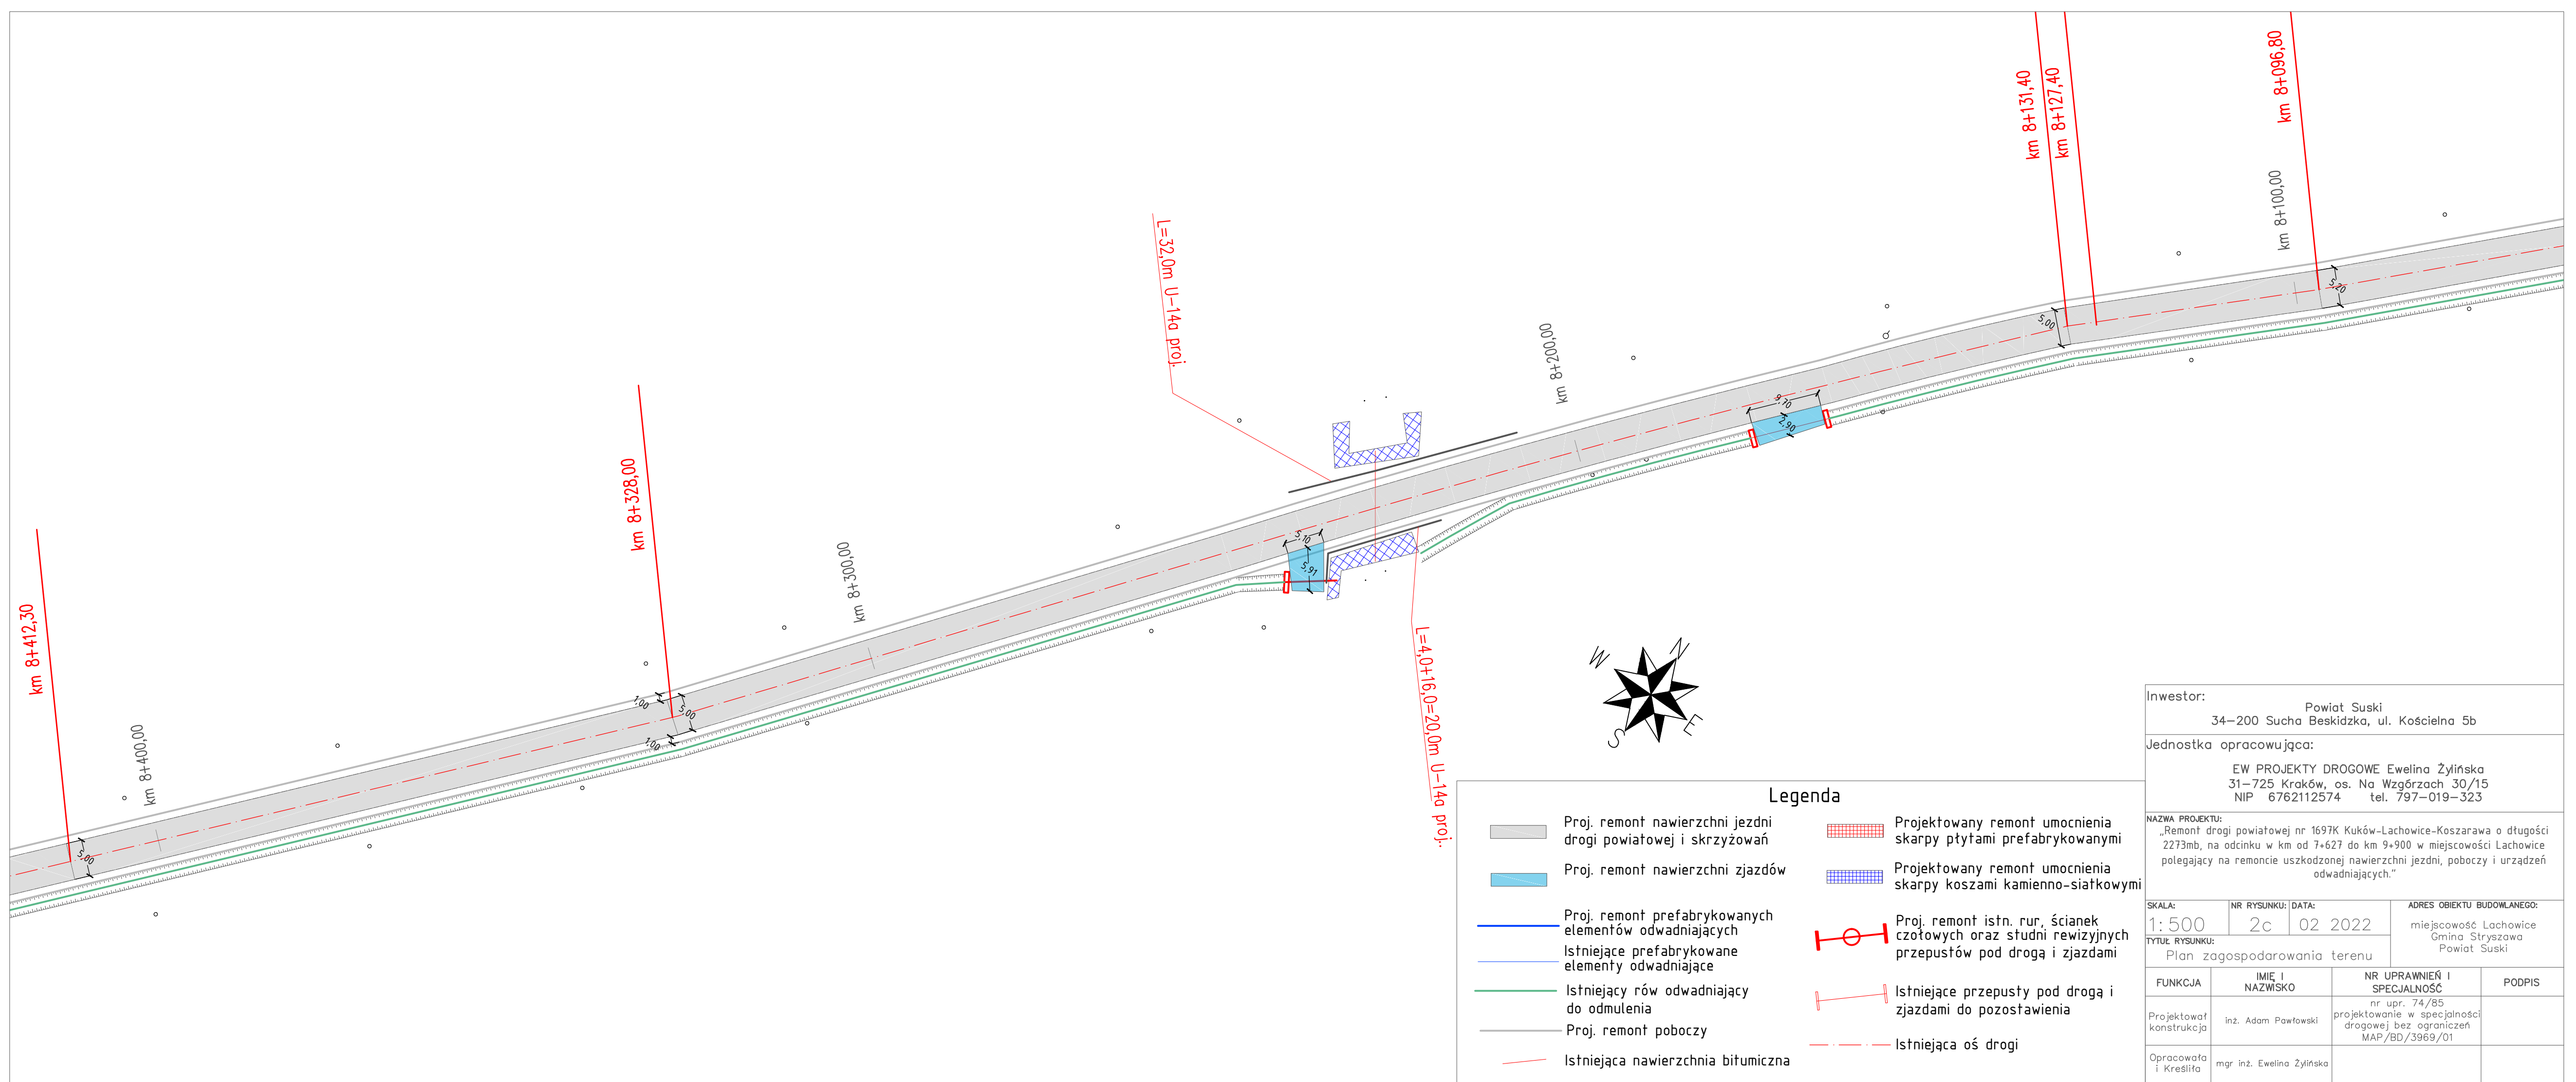 km 8+412,30
km 8+400,00
5,00
km 8+328,00
1,00
5,00
1,00
km 8+300,00
L=32,0m U-14a proj.
5,10
5,91
L=4,0+16,0=20,0m U-14a proj..
km 8+200,00
9,70
2,90
km 8+131,40
km 8+127,40
5,00
km 8+096,80
km 8+100,00
5,20
W
N
S
E
Legenda
Proj. remont nawierzchni jezdni
drogi powiatowej i skrzyżowań
Proj. remont nawierzchni zjazdów
Proj. remont prefabrykowanych
elementów odwadniających
Istniejące prefabrykowane
elementy odwadniające
Istniejący rów odwadniający
do odmulenia
Proj. remont poboczy
Istniejąca nawierzchnia bitumiczna
Projektowany remont umocnienia
skarpy płytami prefabrykowanymi
Projektowany remont umocnienia
skarpy koszami kamienno-siatkowymi
Proj. remont istn. rur, ścianek
czołowych oraz studni rewizyjnych
przepustów pod drogą i zjazdami
Istniejące przepusty pod drogą i
zjazdami do pozostawienia
Istniejąca oś drogi
Inwestor:
Powiat Suski
34-200 Sucha Beskidzka, ul. Kościelna 5b
Jednostka opracowująca:
EW PROJEKTY DROGOWE Ewelina Żylińska
31-725 Kraków, os. Na Wzgórzach 30/15
NIP 6762112574 tel. 797-019-323
NAZWA PROJEKTU:
„Remont drogi powiatowej nr 1697K Kuków-Lachowice-Koszarawa o długości
2273mb, na odcinku w km od 7+627 do km 9+900 w miejscowości Lachowice
polegający na remoncie uszkodzonej nawierzchni jezdni, poboczy i urządzeń
odwadniających.”
SKALA:
1:500
NR RYSUNKU:
2c
DATA:
02 2022
ADRES OBIEKTU BUDOWLANEGO:
miejscowość Lachowice
Gmina Stryszawa
Powiat Suski
TYTUŁ RYSUNKU:
Plan zagospodarowania terenu
FUNKCJA
IMIĘ I
NAZWISKO
NR UPRAWNIEŃ I
SPECJALNOŚĆ
PODPIS
Projektował
konstrukcja
inż. Adam Pawłowski
nr upr. 74/85
projektowanie w specjalności
drogowej bez ograniczeń
MAP/BD/3969/01
Opracowała
i Kreśliła
mgr inż. Ewelina Żylińska